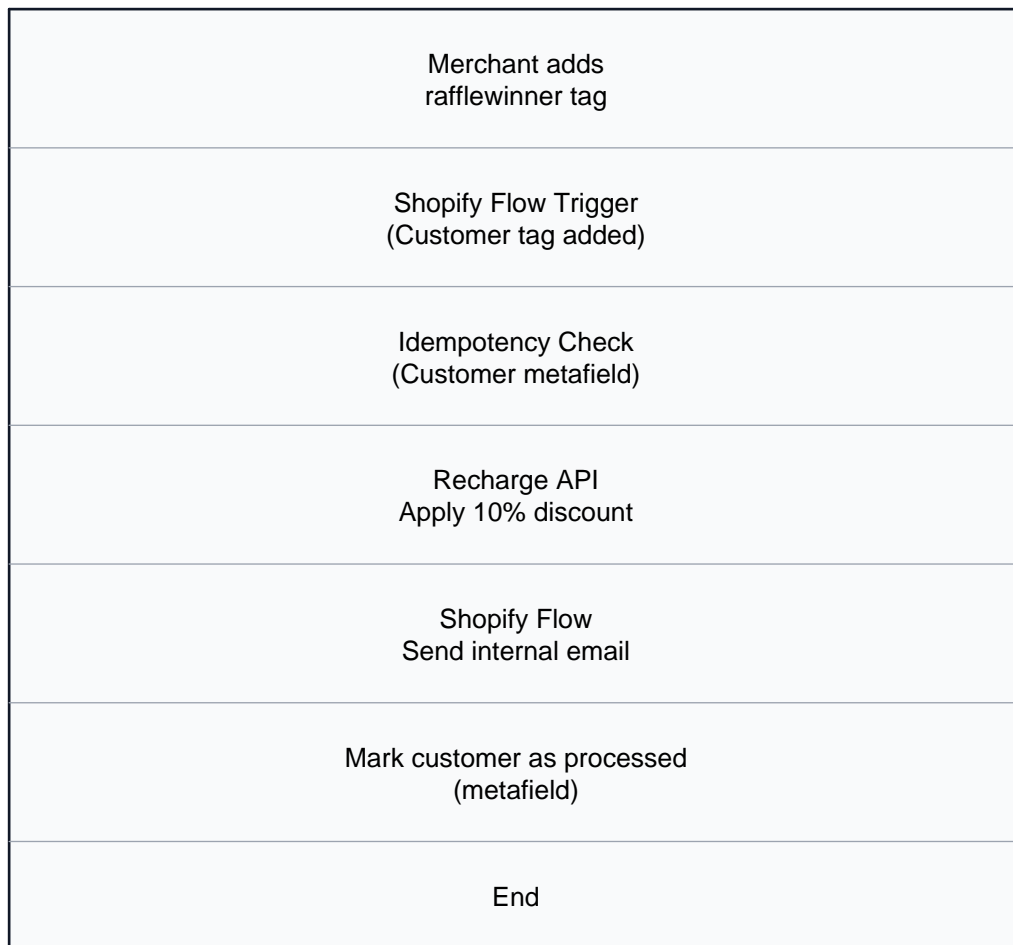 Merchant adds
rafflewinner tag
Shopify Flow Trigger
(Customer tag added)
Idempotency Check
(Customer metafield)
Recharge API
Apply 10% discount
Shopify Flow
Send internal email
Mark customer as processed
(metafield)
End